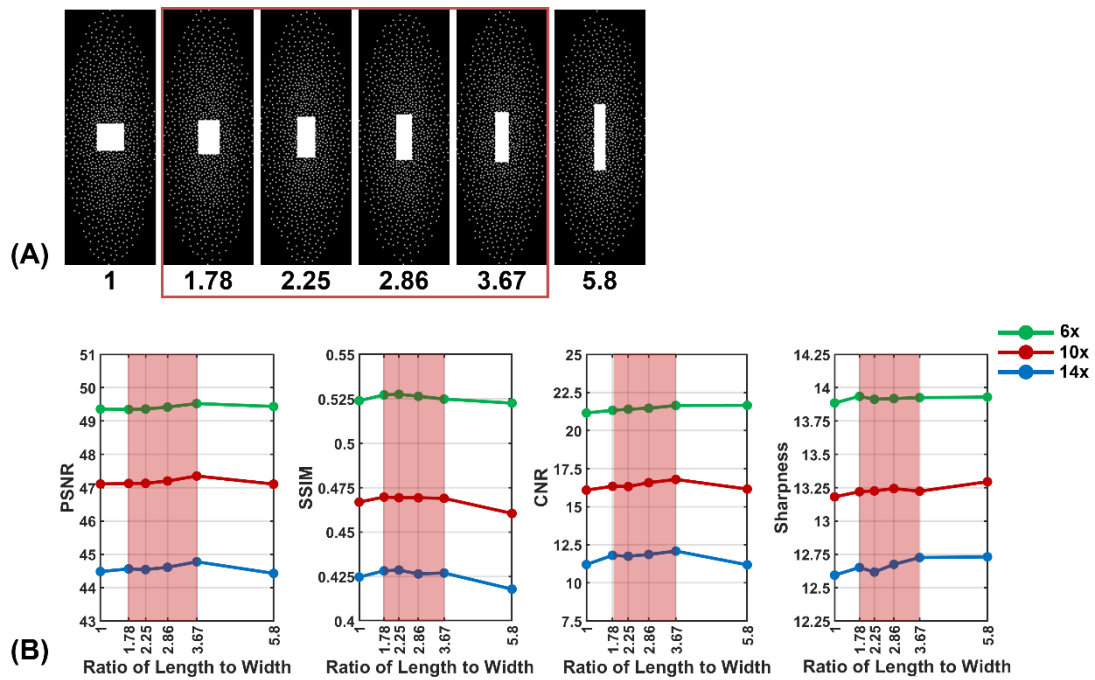 (A)
1 1.78 2.25 2.86 3.67 5.8
6x
10x
14x
(B)
PSNR
51
50
49
48
47
46
45
44
43
1 1.78 2.25 2.86 3.67 5.8
Ratio of Length to Width
SSIM
0.55
0.525
0.5
0.475
0.45
0.425
0.4
1 1.78 2.25 2.86 3.67 5.8
Ratio of Length to Width
CNR
25
22.5
20
17.5
15
12.5
10
7.5
1 1.78 2.25 2.86 3.67 5.8
Ratio of Length to Width
Sharpness
14.25
14
13.75
13.5
13.25
13
12.75
12.5
12.25
1 1.78 2.25 2.86 3.67 5.8
Ratio of Length to Width